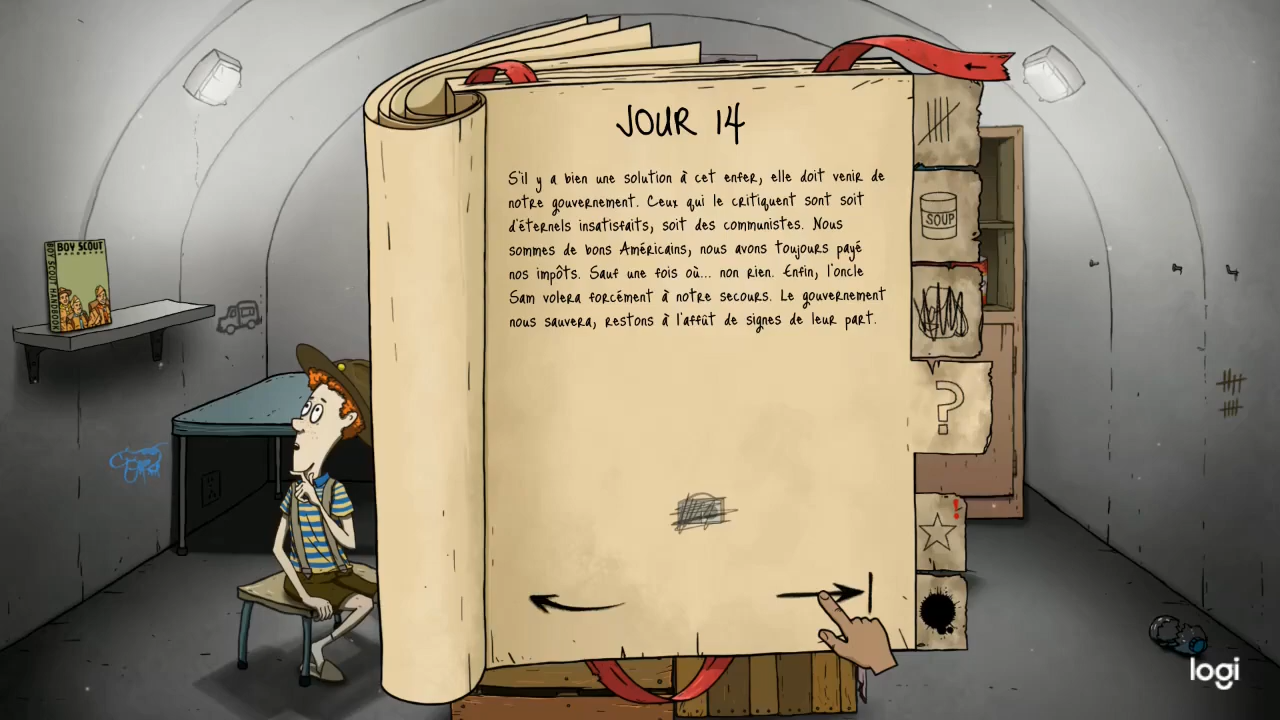 JOUR 14
S'il y a bien une solution à cet enfer, elle doit venir de
notre gouvernement. Ceux qui le critiquent sont soit
d'éternels insatisfaits, soit des communistes. Nous
sommes de bons Américains, nous avons toujours payé
nos impôts. Sauf une fois où... non rien. Enfin, l'oncle
Sam volera forcément à notre secours. Le gouvernement
nous sauvera, restons à l'affût de signes de leur part.
SOUP
?
!
BOY SCOUT
BOY SCOUT HANDBOOK
logi